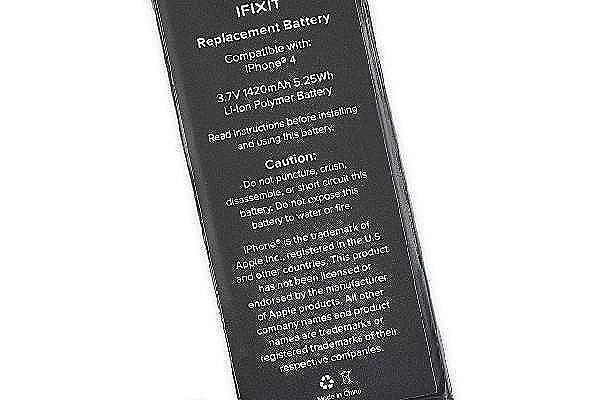 IFIXIT
Replacement Battery
Compatible with:
iPhone® 4
3.7V 1420mAh 5.25Wh
Li-Ion Polymer Battery
Read instructions before installing
and using this battery.
Caution:
Do not puncture, crush,
disassemble, or short circuit this
battery. Do not expose this
battery to water or fire.
iPhone® is the trademark of
Apple Inc., registered in the U.S.
and other countries. This product
has not been licensed or
endorsed by the manufacturer
of Apple products. All other
company names and product
names are trademarks or
registered trademarks of their
respective companies.
Made in China